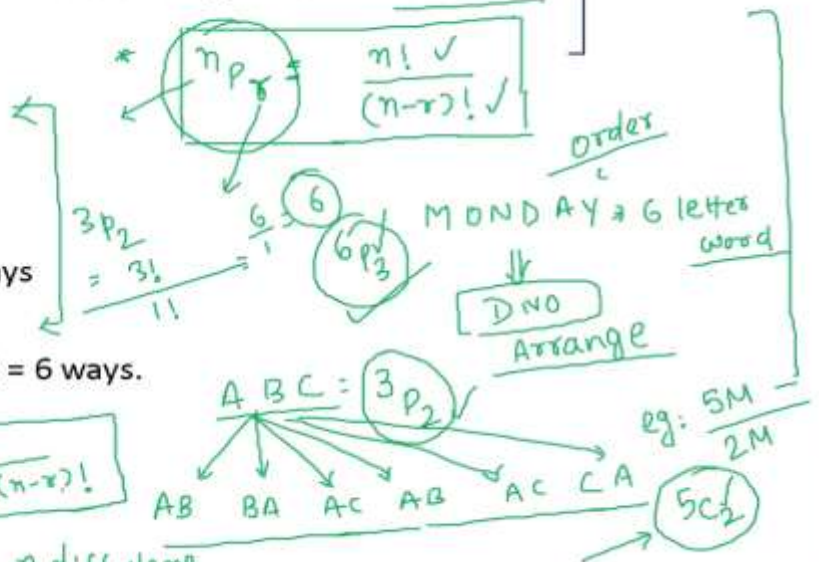 * nPr = n! ✓ / (n-r)! ✓
order
3P2
= 3! / 1! = 6/1 = 6
6P3
MONDAY → 6 letter
word
ys
DNO
Arrange
= 6 ways.
A B C = 3P2 ✓
eg: 5M / 2M
(n-r)!
AB BA AC AB AC CA
5C2